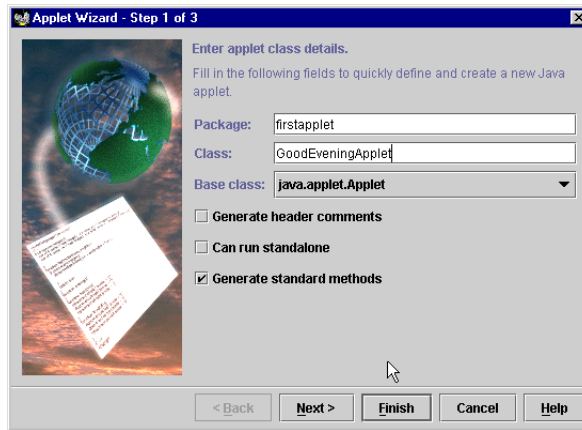 Applet Wizard - Step 1 of 3
Enter applet class details.
Fill in the following fields to quickly define and create a new Java
applet.
Package: firstapplet
Class: GoodEveningApplet
Base class: java.applet.Applet
Generate header comments
Can run standalone
Generate standard methods
< Back Next > Finish Cancel Help